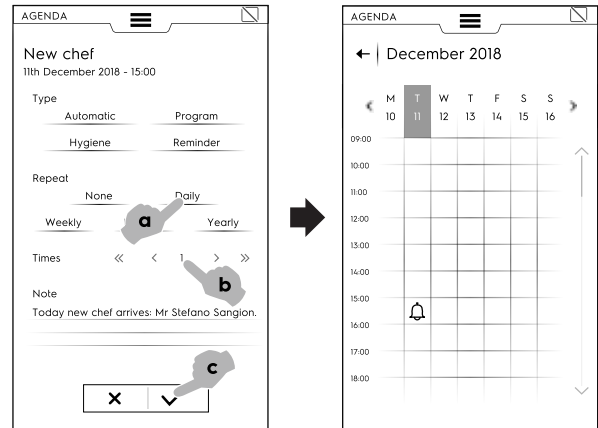 AGENDA
New chef
11th December 2018 - 15:00
Type
Automatic Program
Hygiene Reminder
Repeat
None Daily
a
Weekly Yearly
Times << < 1 > >>
b
Note
Today new chef arrives: Mr Stefano Sangion.
c
AGENDA
December 2018
M T W T F S S
10 11 12 13 14 15 16
09:00
10:00
11:00
12:00
13:00
14:00
15:00
16:00
17:00
18:00